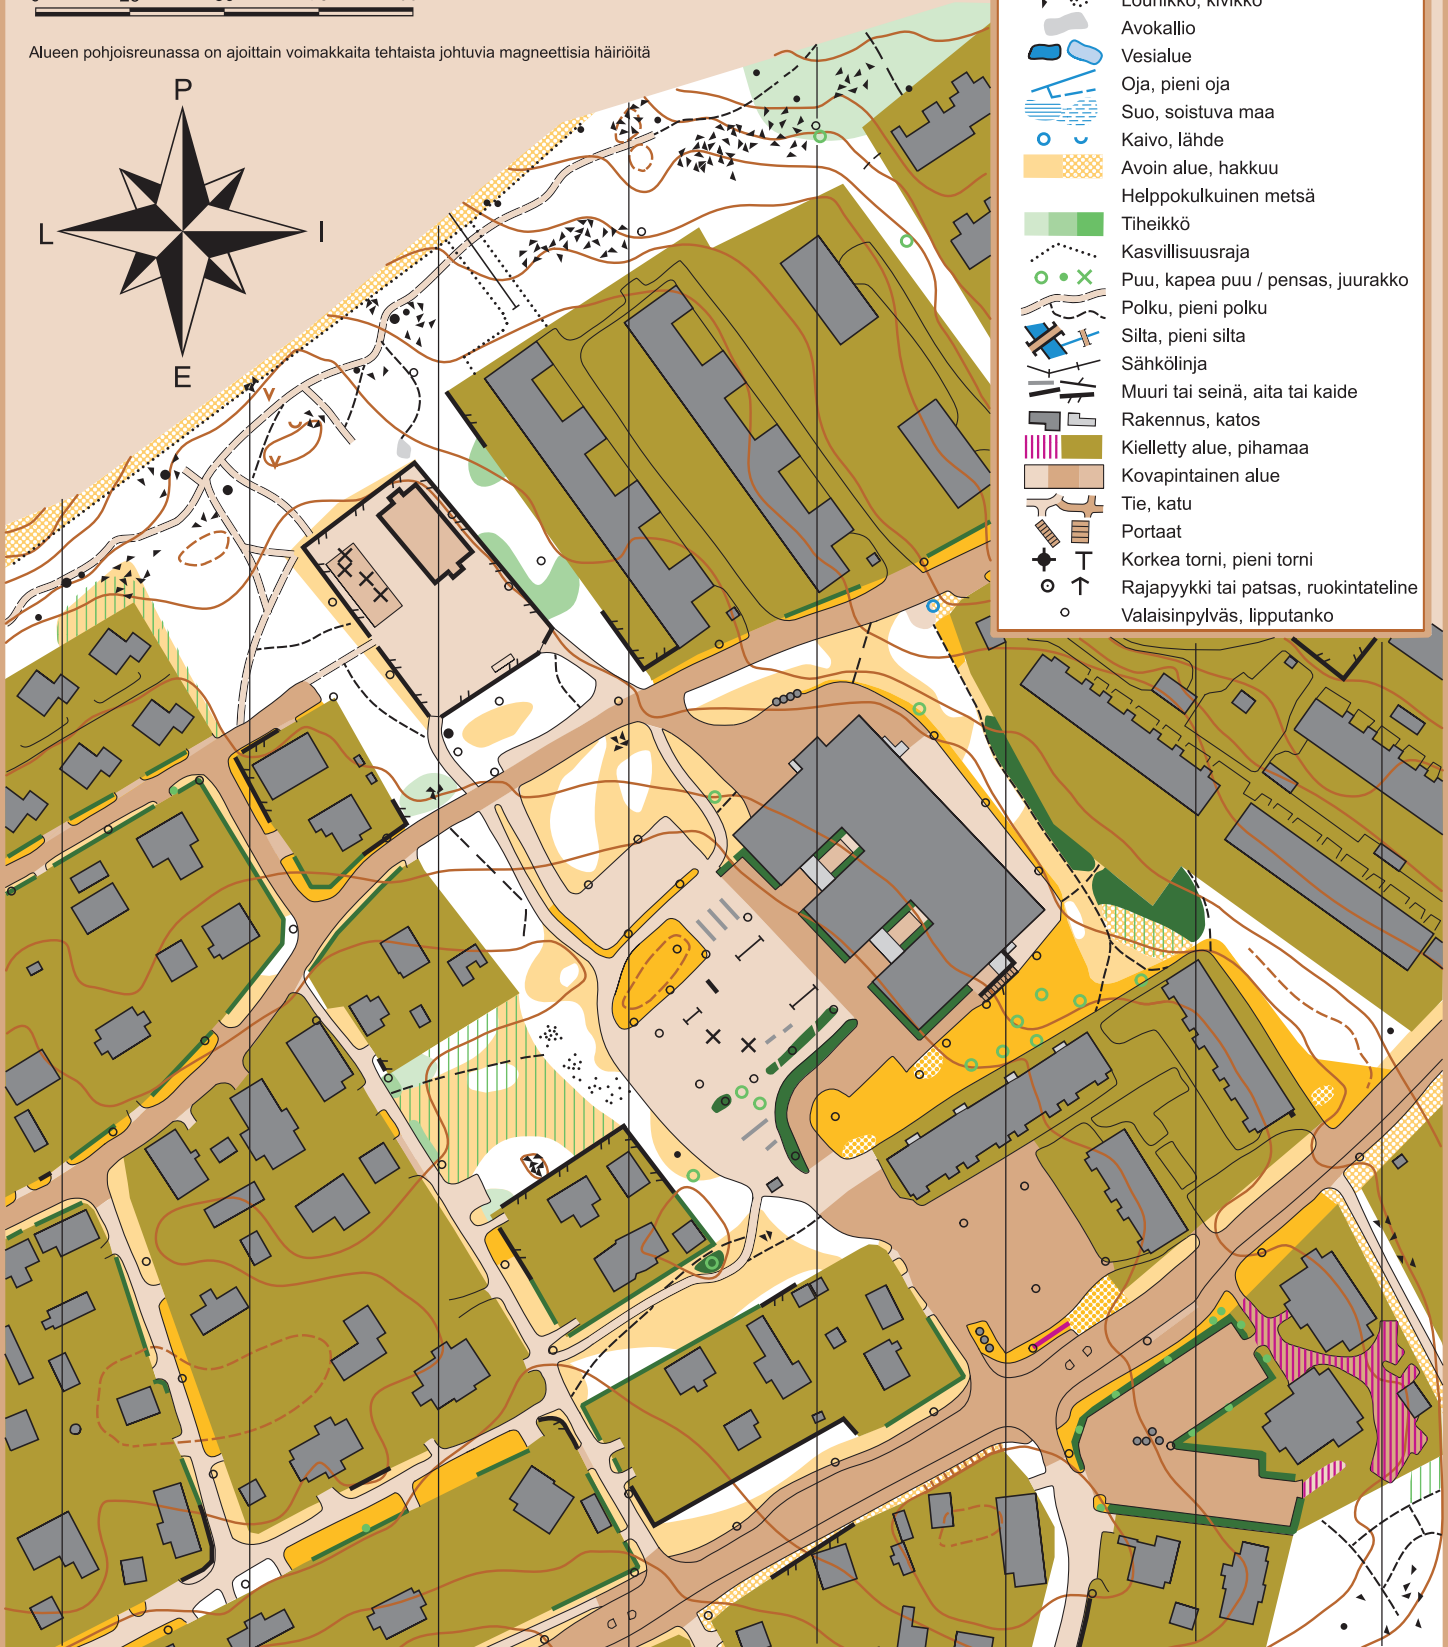 Alueen pohjoisreunassa on ajoittain voimakkaita tehtaista johtuvia magneettisia häiriöitä
P
L
I
E
Lounikko, kivikko
Avokallio
Vesialue
Oja, pieni oja
Suo, soistuva maa
Kaivo, lähde
Avoin alue, hakkuu
Helppokulkuinen metsä
Tiheikkö
Kasvillisuusraja
Puu, kapea puu / pensas, juurakko
Polku, pieni polku
Silta, pieni silta
Sähkölinja
Muuri tai seinä, aita tai kaide
Rakennus, katos
Kielletty alue, pihamaa
Kovapintainen alue
Tie, katu
Portaat
Korkea torni, pieni torni
Rajapyykki tai patsas, ruokintateline
Valaisinpylväs, lipputanko